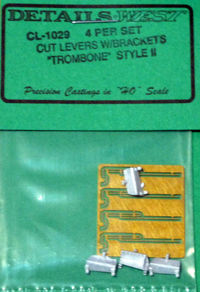 DETAILS WEST
CL-1029 4 PER SET
CUT LEVERS W/BRACKETS
"TROMBONE" STYLE II
Precision Castings in "HO" Scale